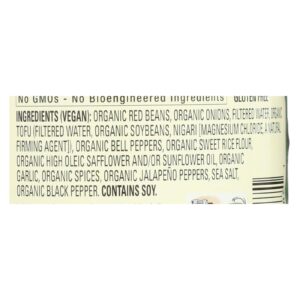 No GMOs - No Bioengineered Ingredients
GLUTEN FREE
INGREDIENTS (VEGAN): ORGANIC RED BEANS, ORGANIC ONIONS, FILTERED WATER, ORGANIC
TOFU (FILTERED WATER, ORGANIC SOYBEANS, NIGARI [MAGNESIUM CHLORIDE, A NATURAL
FIRMING AGENT]), ORGANIC BELL PEPPERS, ORGANIC SWEET RICE FLOUR,
ORGANIC HIGH OLEIC SAFFLOWER AND/OR SUNFLOWER OIL, ORGANIC
GARLIC, ORGANIC SPICES, ORGANIC JALAPEÑO PEPPERS, SEA SALT,
ORGANIC BLACK PEPPER. CONTAINS SOY.